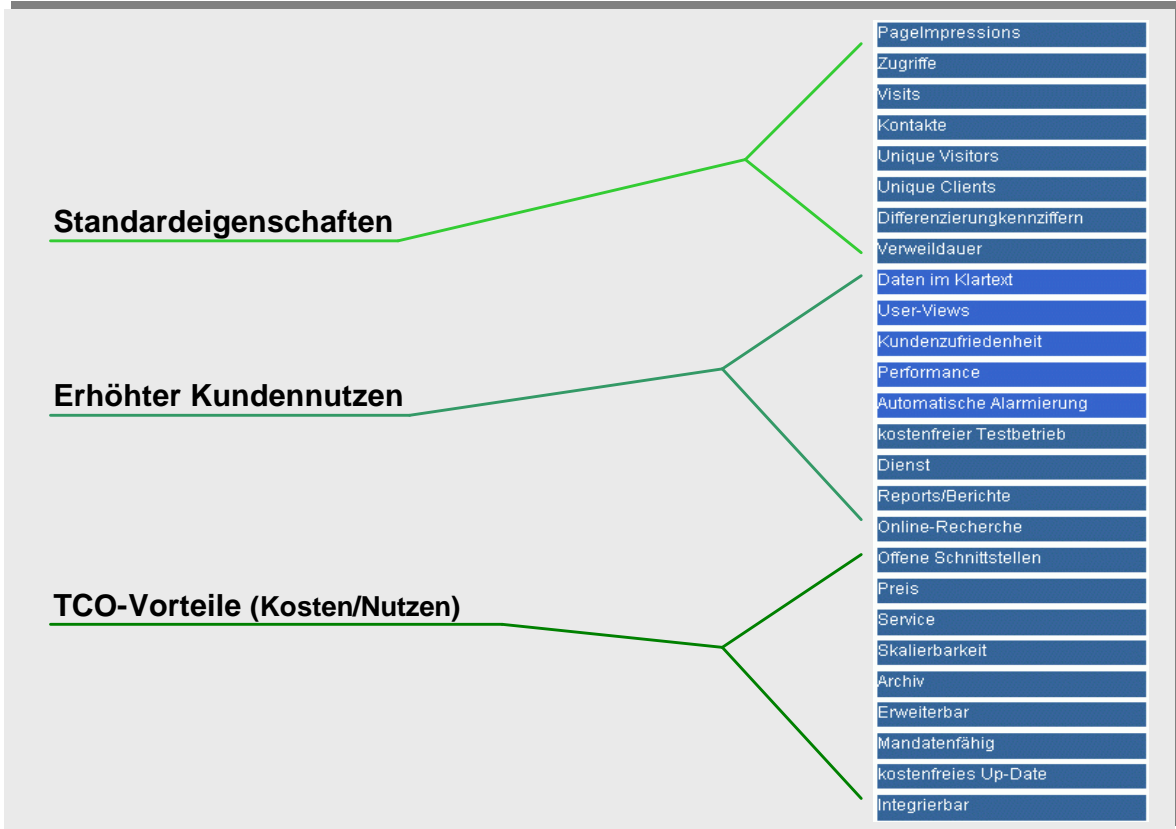 Standardeigenschaften
Erhöhter Kundennutzen
TCO-Vorteile (Kosten/Nutzen)
PageImpressions
Zugriffe
Visits
Kontakte
Unique Visitors
Unique Clients
Differenzierungkennziffern
Verweildauer
Daten im Klartext
User-Views
Kundenzufriedenheit
Performance
Automatische Alarmierung
kostenfreier Testbetrieb
Dienst
Reports/Berichte
Online-Recherche
Offene Schnittstellen
Preis
Service
Skalierbarkeit
Archiv
Erweiterbar
Mandatenfähig
kostenfreies Up-Date
Integrierbar